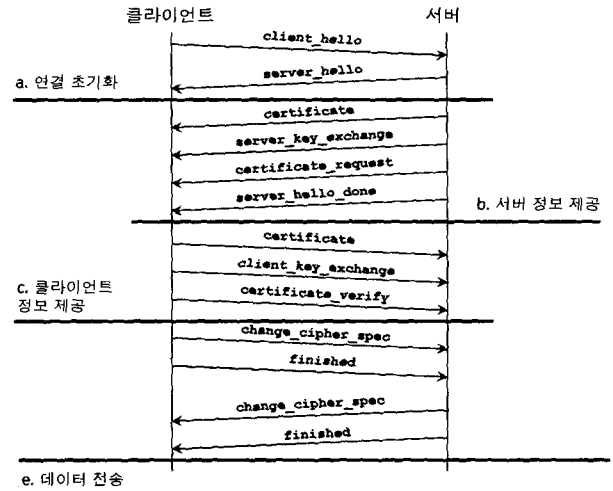 클라이언트 서버
client_hello
server_hello
a. 연결 초기화
certificate
server_key_exchange
certificate_request
server_hello_done
b. 서버 정보 제공
certificate
client_key_exchange
c. 클라이언트
정보 제공
certificate_verify
change_cipher_spec
finished
change_cipher_spec
finished
e. 데이터 전송